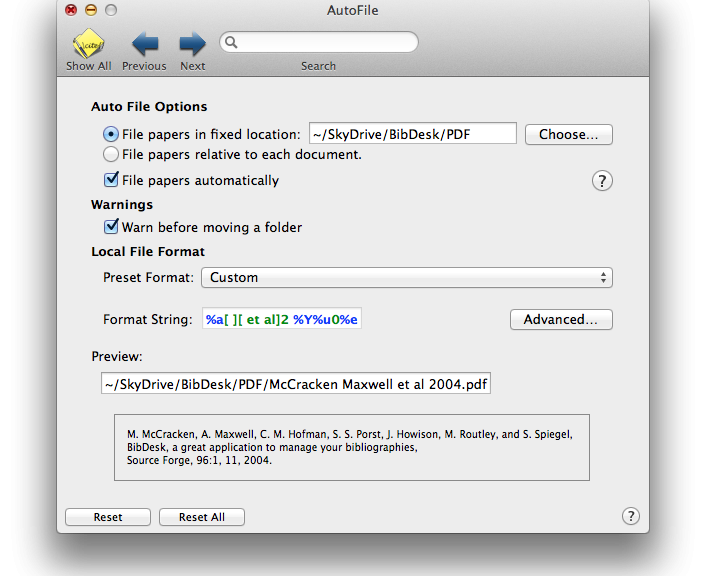 AutoFile
Show All Previous Next Search
Auto File Options
File papers in fixed location: ~/SkyDrive/BibDesk/PDF Choose...
File papers relative to each document.
File papers automatically ?
Warnings
Warn before moving a folder
Local File Format
Preset Format: Custom
Format String: %a[ ][ et al]2 %Y%u0%e Advanced...
Preview:
~/SkyDrive/BibDesk/PDF/McCracken Maxwell et al 2004.pdf
M. McCracken, A. Maxwell, C. M. Hofman, S. S. Porst, J. Howison, M. Routley, and S. Spiegel,
BibDesk, a great application to manage your bibliographies,
Source Forge, 96:1, 11, 2004.
Reset Reset All ?